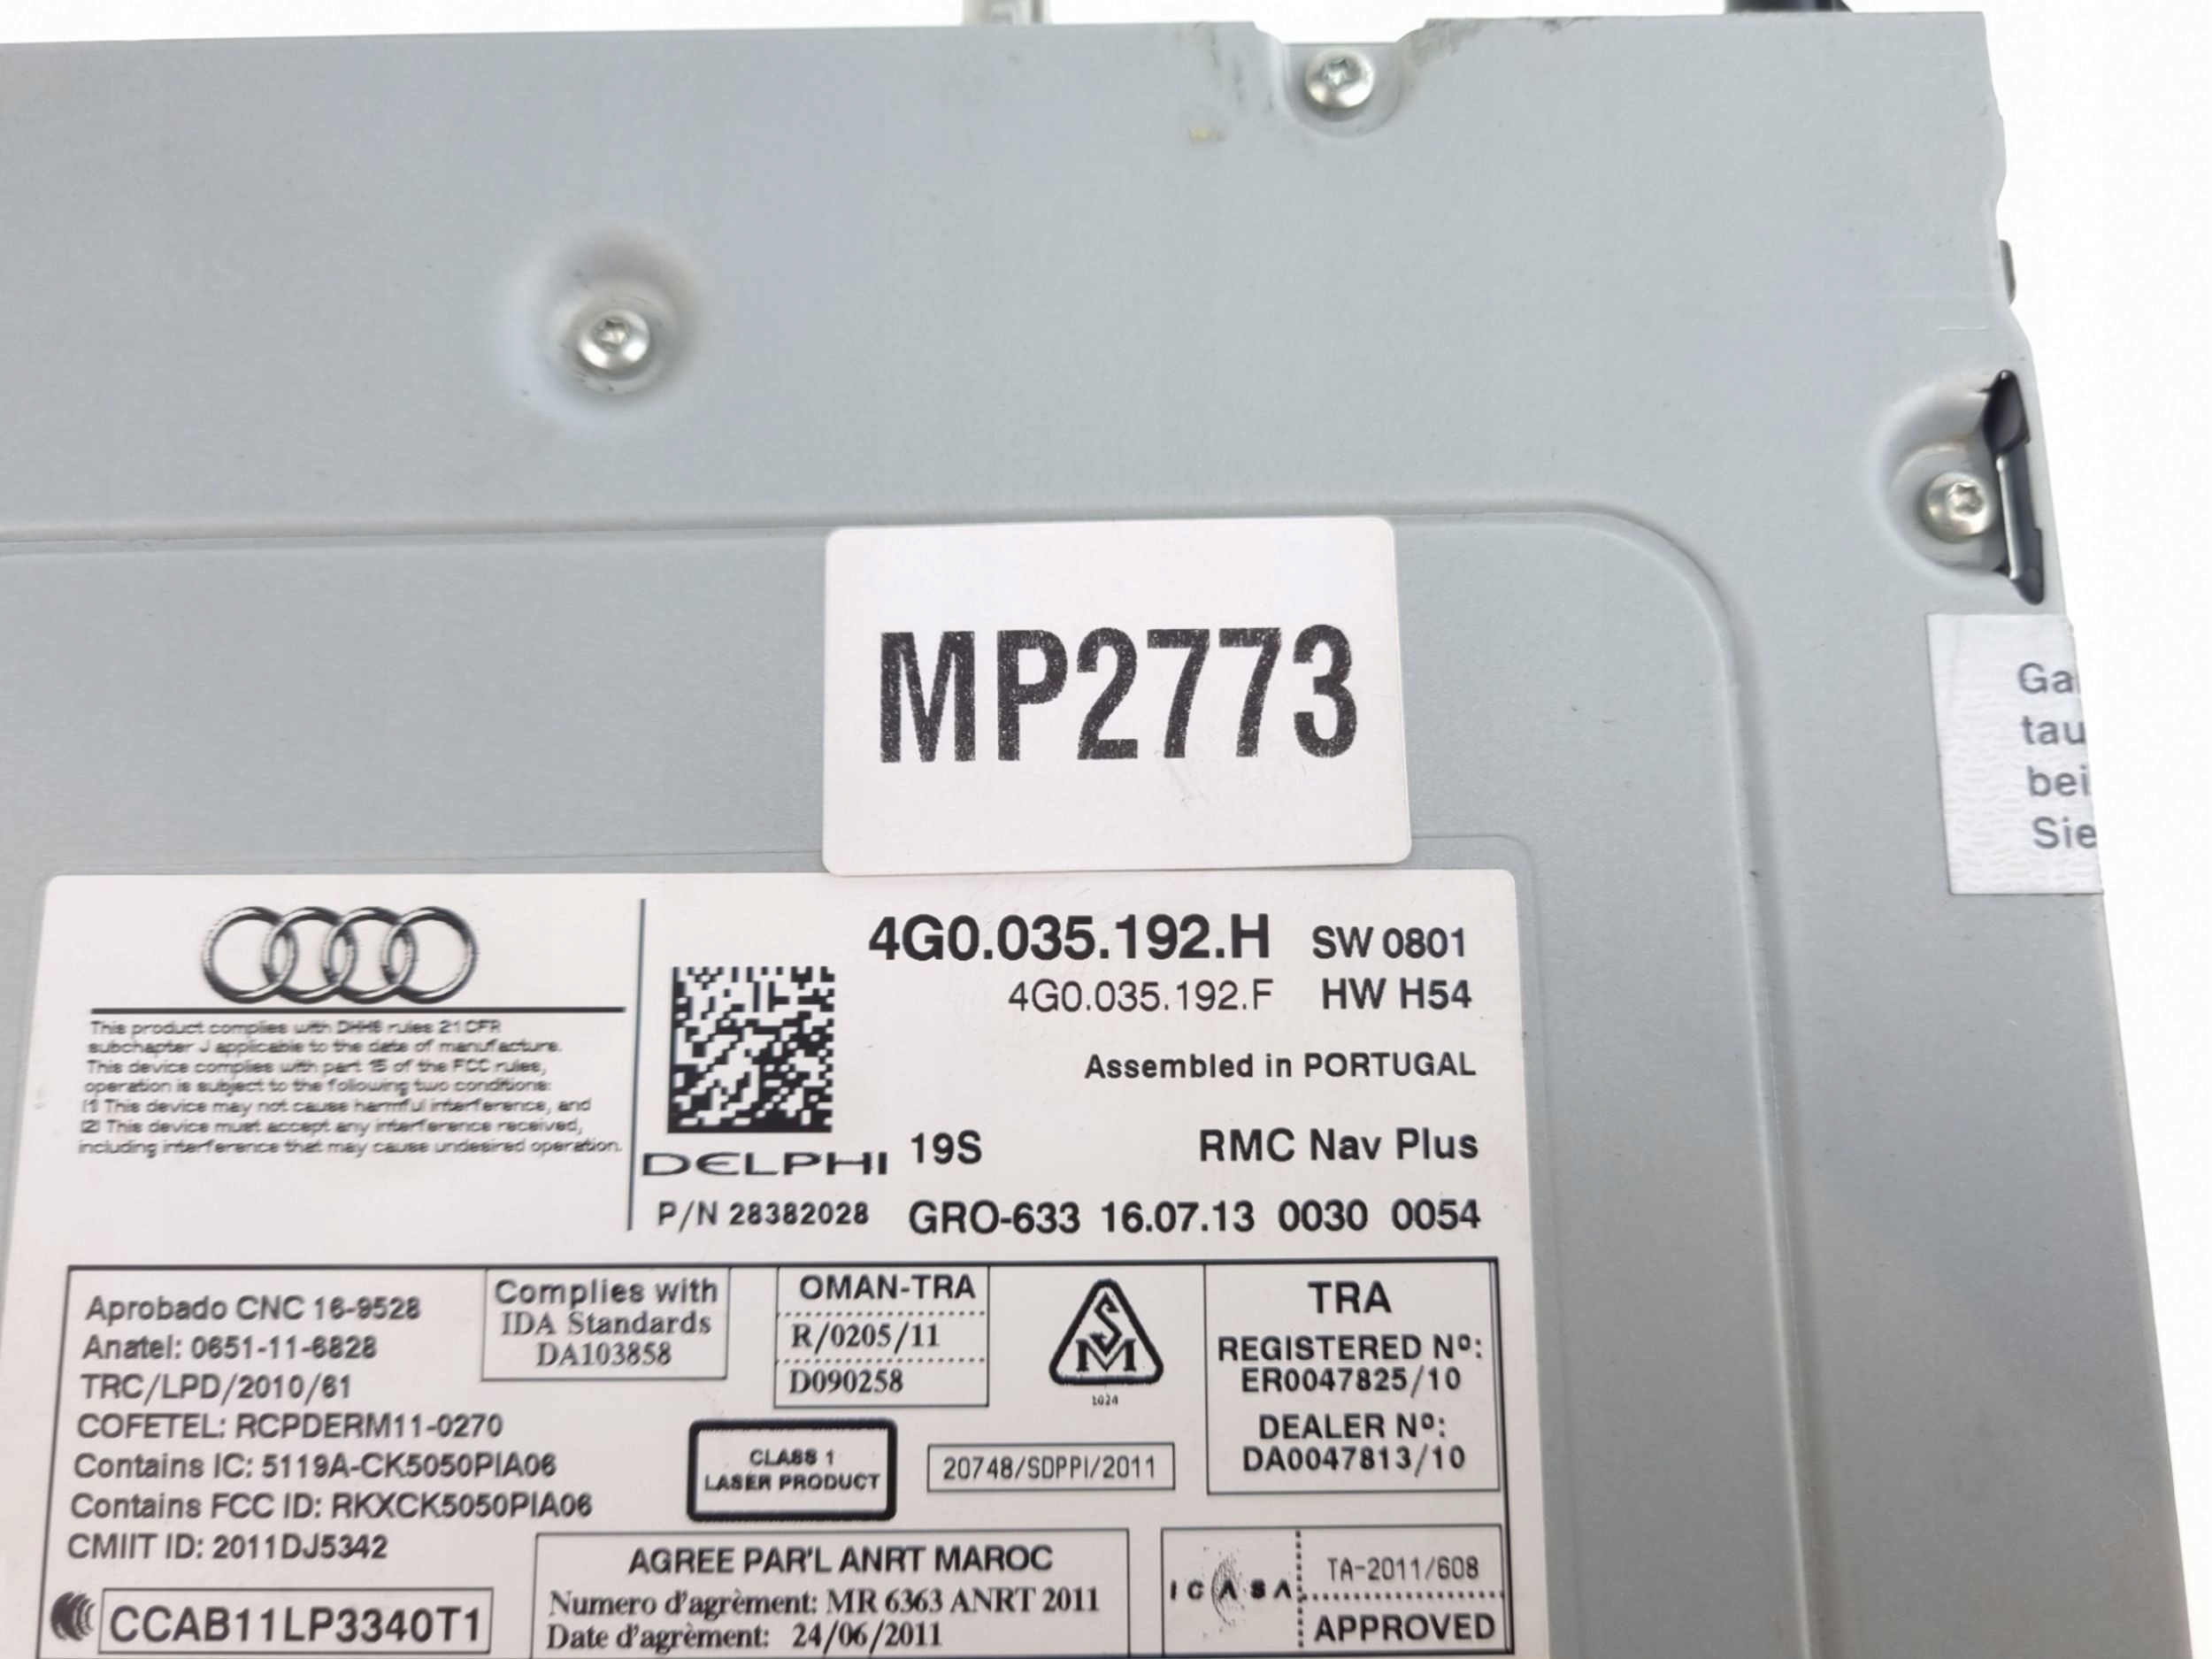 MP2773
Ga
tau
bei
Sie
This product complies with DHHS rules 21 CFR
subchapter J applicable to the date of manufacture.
This device complies with part 15 of the FCC rules,
operation is subject to the following two conditions:
(1) This device may not cause harmful interference, and
(2) This device must accept any interference received,
including interference that may cause undesired operation.
4G0.035.192.H SW 0801
4G0.035.192.F HW H54
Assembled in PORTUGAL
DELPHI 19S RMC Nav Plus
P/N 28382028 GRO-633 16.07.13 0030 0054
Aprobado CNC 16-9528
Anatel: 0651-11-6828
TRC/LPD/2010/61
COFETEL: RCPDERM11-0270
Contains IC: 5119A-CK5050PIA06
Contains FCC ID: RKXCK5050PIA06
CMIIT ID: 2011DJ5342
CCAB11LP3340T1
Complies with
IDA Standards
DA103858
OMAN-TRA
R/0205/11
D090258
SM
1024
TRA
REGISTERED Nº:
ER0047825/10
DEALER Nº:
DA0047813/10
CLASS 1
LASER PRODUCT
20748/SDPPI/2011
AGREE PAR'L ANRT MAROC
Numero d'agrèment: MR 6363 ANRT 2011
Date d'agrèment: 24/06/2011
ICASA
TA-2011/608
APPROVED